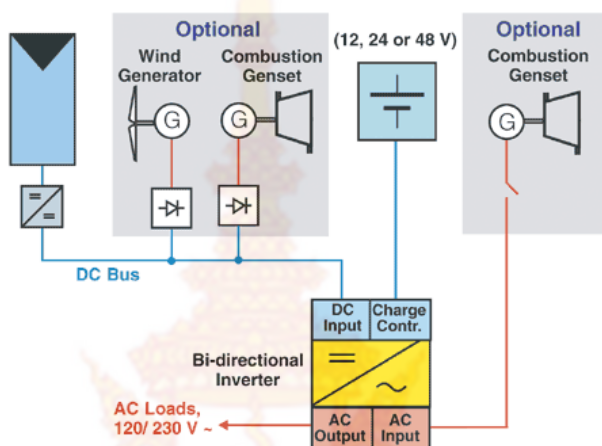 Optional
Wind
Generator
Combustion
Genset
(12, 24 or 48 V)
Optional
Combustion
Genset
G
G
G
DC Bus
DC
Input
Charge
Contr.
Bi-directional
Inverter
AC Loads,
120/ 230 V ~
AC
Output
AC
Input